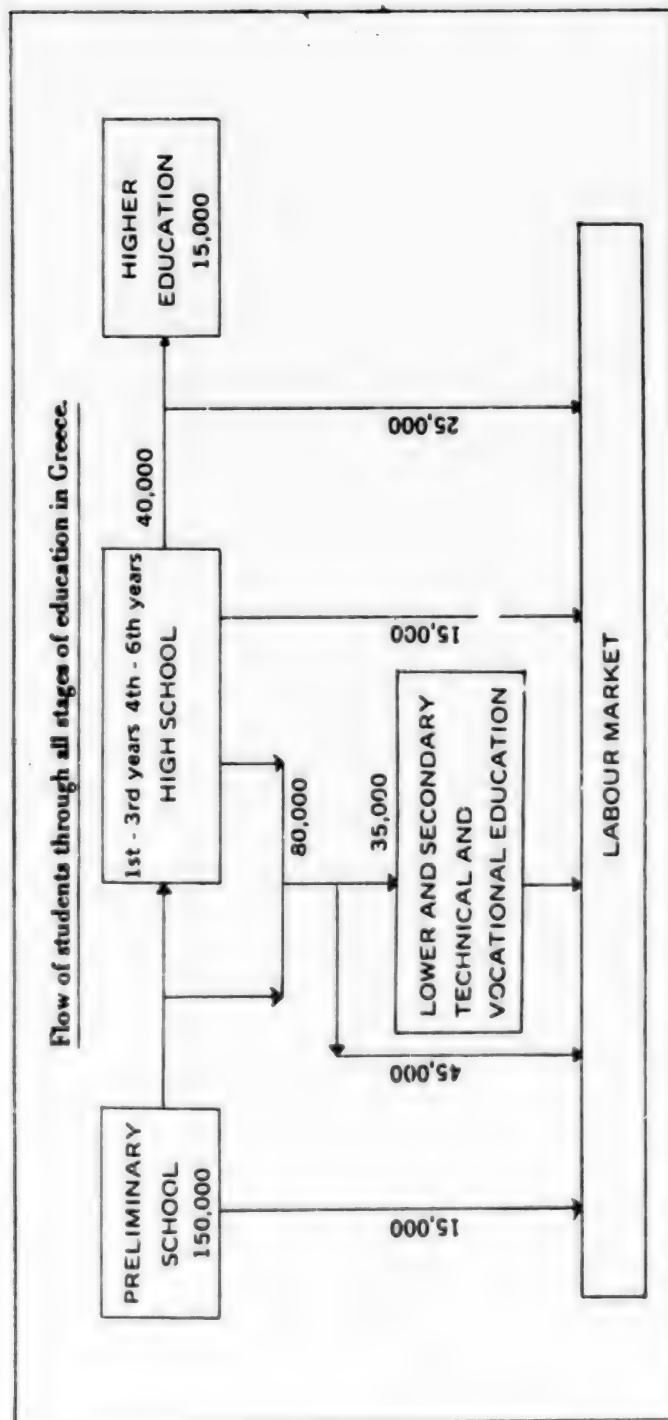 Flow of students through all stages of education in Greece.
PRELIMINARY
SCHOOL
150,000
1st - 3rd years 4th - 6th years
HIGH SCHOOL
40,000
HIGHER
EDUCATION
15,000
80,000
35,000
LOWER AND SECONDARY
TECHNICAL AND
VOCATIONAL EDUCATION
15,000
45,000
15,000
25,000
LABOUR MARKET